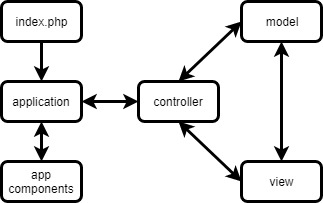 index.php
model
application
controller
app
components
view